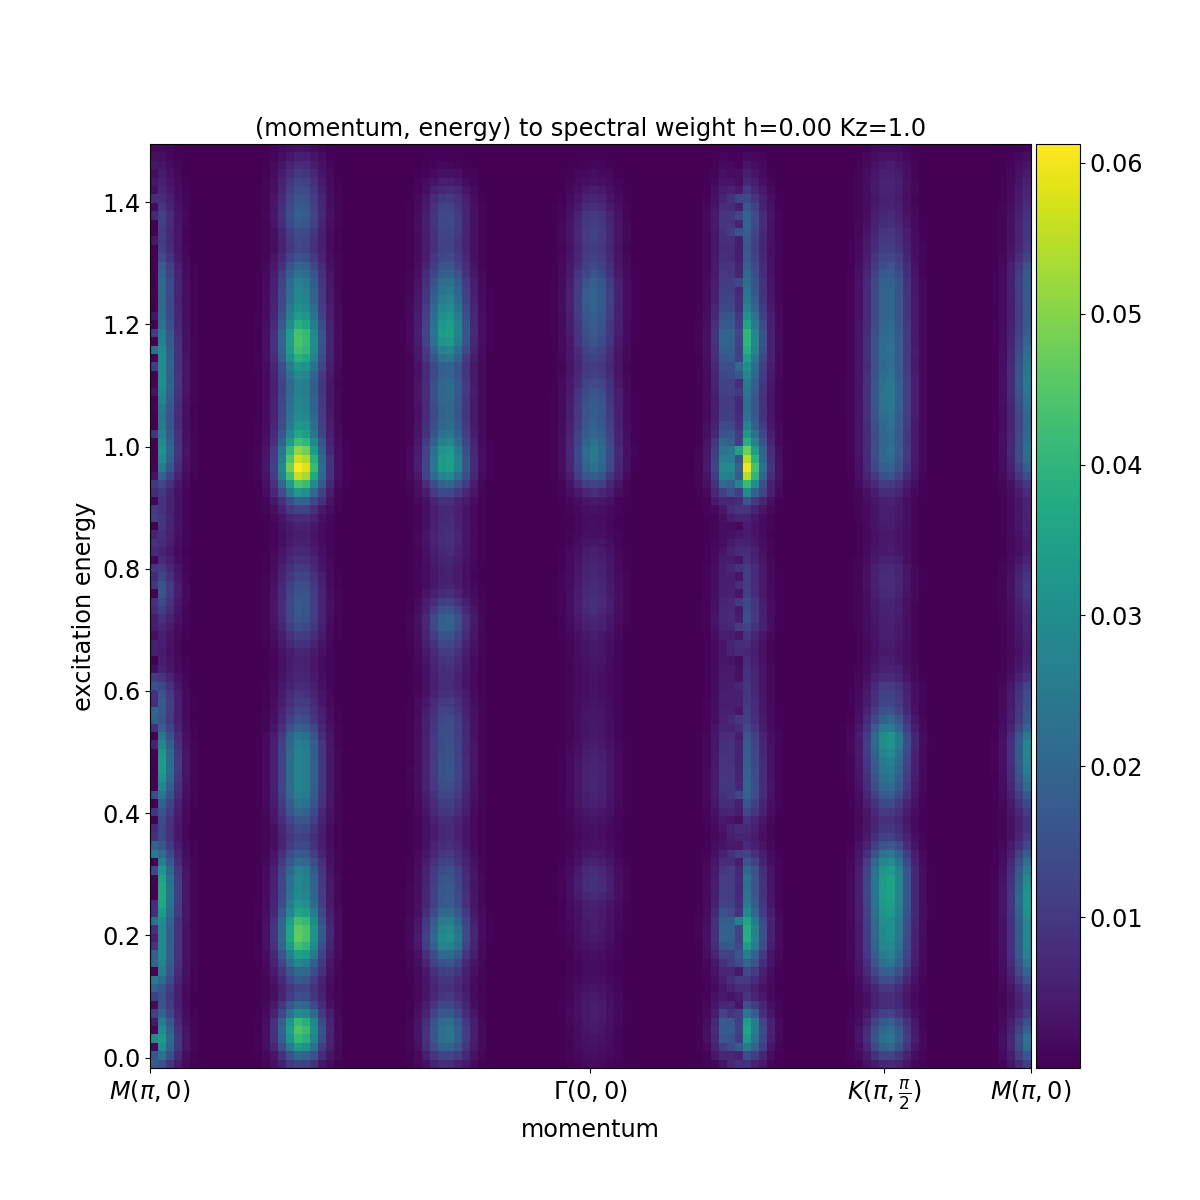 (momentum, energy) to spectral weight h=0.00 Kz=1.0
excitation energy
1.4
1.2
1.0
0.8
0.6
0.4
0.2
0.0
0.06
0.05
0.04
0.03
0.02
0.01
M(π, 0)
Γ(0, 0)
K(π, π/2)
M(π, 0)
momentum